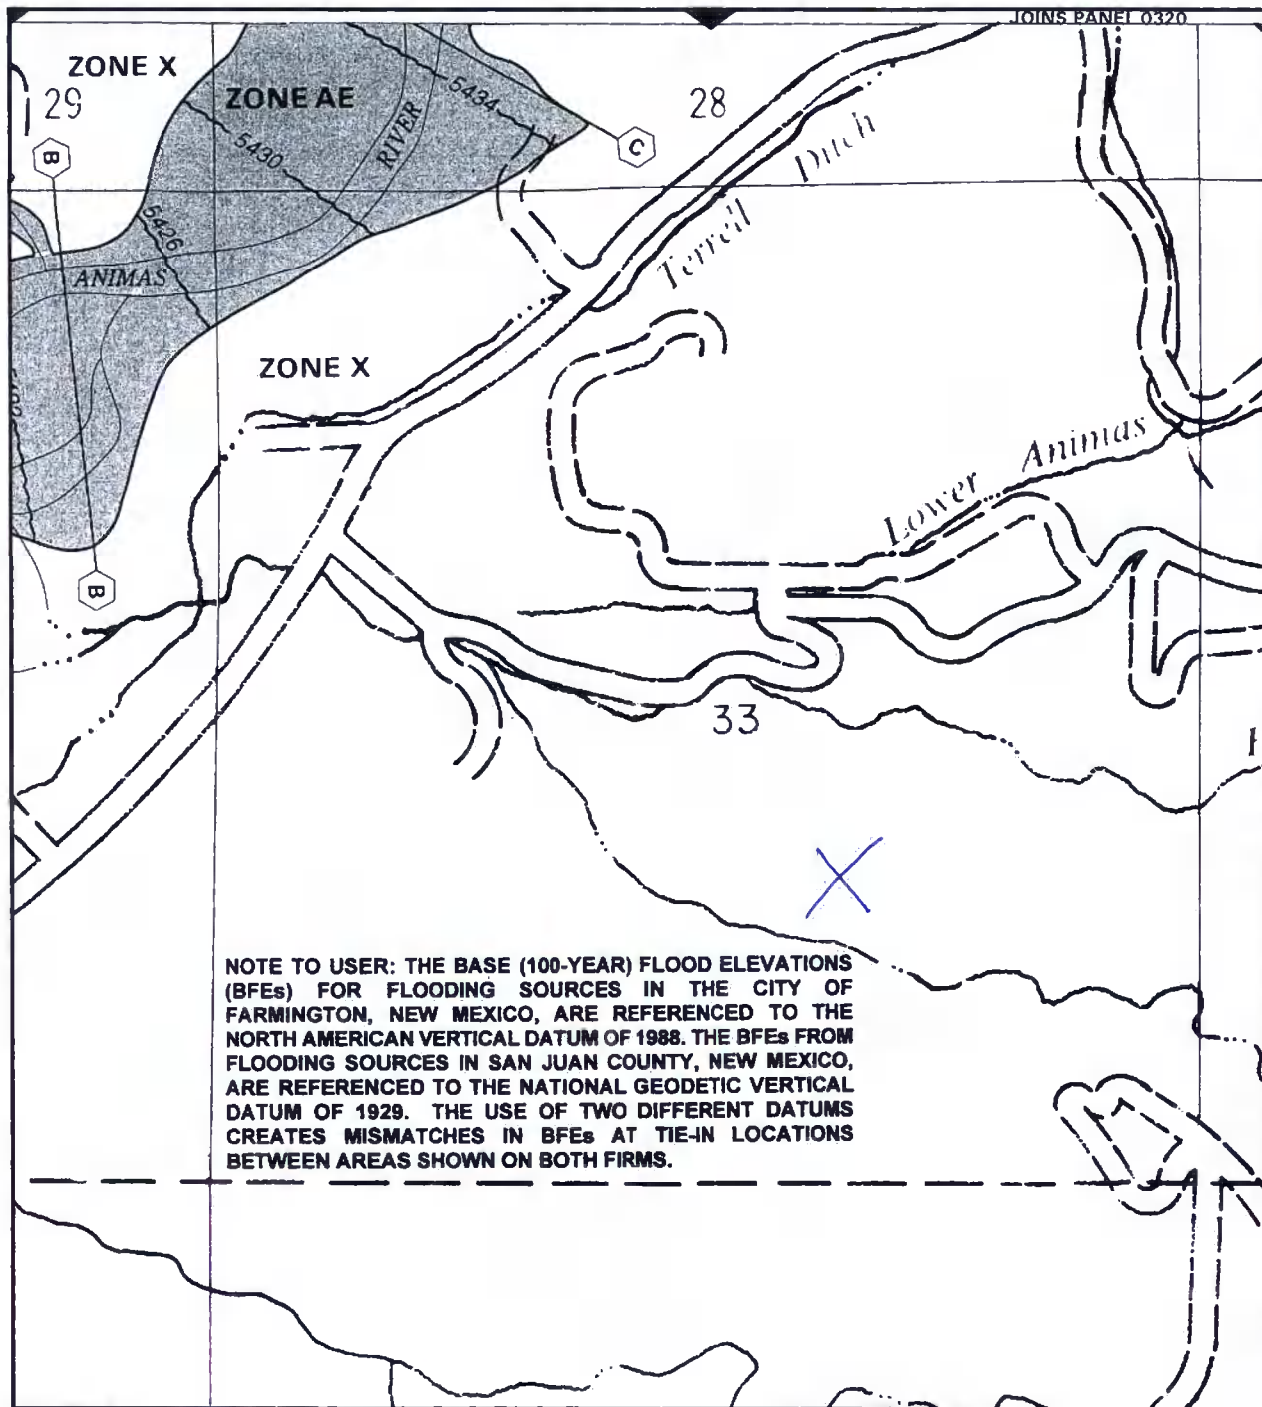 JOINS PANEL 0320
ZONE X
29
ZONE AE
5434
28
B
5430
RIVER
C
Terrell Ditch
5426
ANIMAS
ZONE X
Lower Animas
B
33
NOTE TO USER: THE BASE (100-YEAR) FLOOD ELEVATIONS
(BFEs) FOR FLOODING SOURCES IN THE CITY OF
FARMINGTON, NEW MEXICO, ARE REFERENCED TO THE
NORTH AMERICAN VERTICAL DATUM OF 1988. THE BFEs FROM
FLOODING SOURCES IN SAN JUAN COUNTY, NEW MEXICO,
ARE REFERENCED TO THE NATIONAL GEODETIC VERTICAL
DATUM OF 1929. THE USE OF TWO DIFFERENT DATUMS
CREATES MISMATCHES IN BFEs AT TIE-IN LOCATIONS
BETWEEN AREAS SHOWN ON BOTH FIRMS.